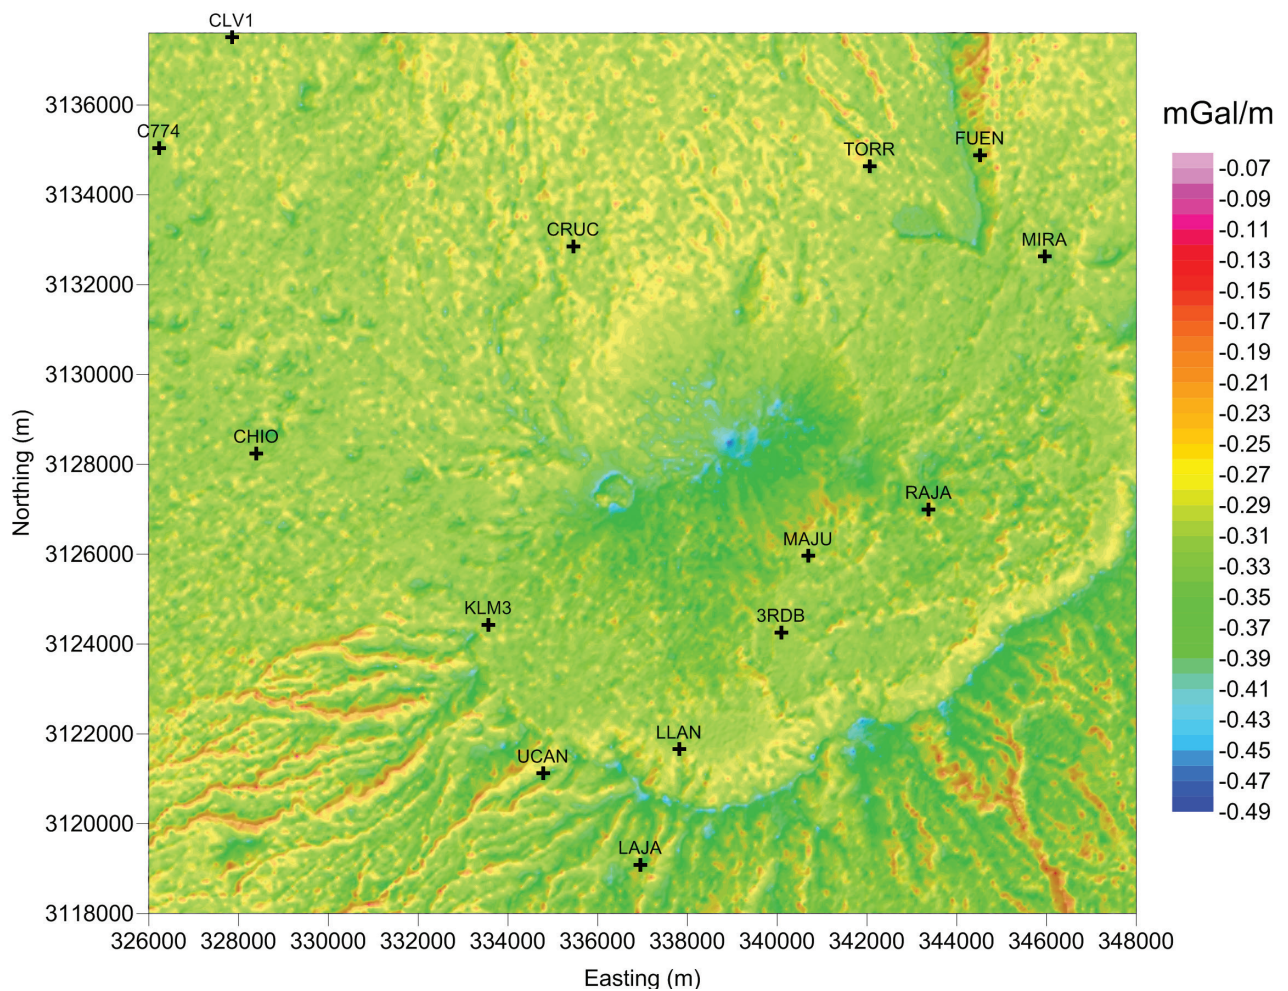 CLV1
mGal/m
3136000
C774
TORR
FUEN
3134000
CRUC
MIRA
3132000
3130000
CHIO
3128000
RAJA
MAJU
3126000
KLM3
3RDB
3124000
LLAN
3122000
UCAN
3120000
LAJA
3118000
Northing (m)
326000 328000 330000 332000 334000 336000 338000 340000 342000 344000 346000 348000
Easting (m)
-0.07
-0.09
-0.11
-0.13
-0.15
-0.17
-0.19
-0.21
-0.23
-0.25
-0.27
-0.29
-0.31
-0.33
-0.35
-0.37
-0.39
-0.41
-0.43
-0.45
-0.47
-0.49